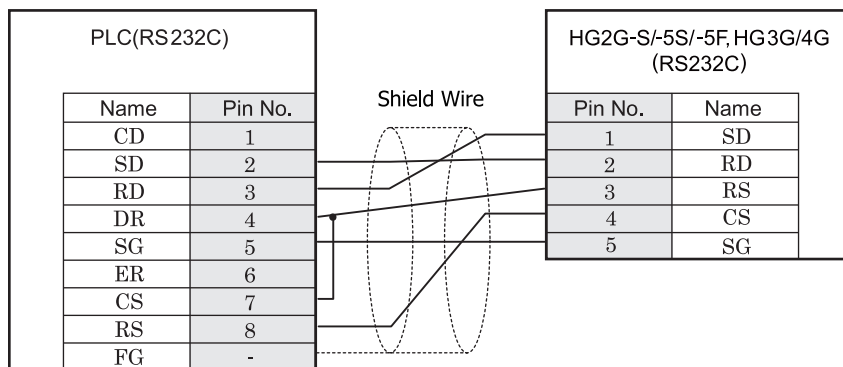 PLC(RS232C)
HG2G-S/-5S/-5F, HG3G/4G
(RS232C)
Shield Wire
Name Pin No.
CD 1
SD 2
RD 3
DR 4
SG 5
ER 6
CS 7
RS 8
FG -
Pin No. Name
1 SD
2 RD
3 RS
4 CS
5 SG